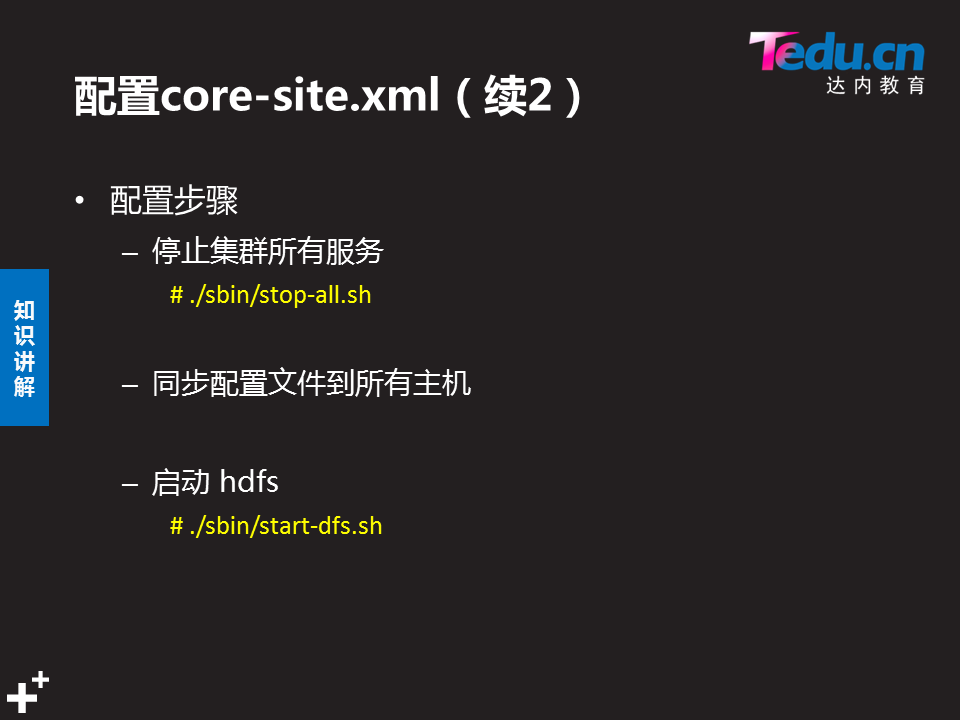 Tedu.cn
达内教育
配置core-site.xml（续2）
• 配置步骤
– 停止集群所有服务
# ./sbin/stop-all.sh
– 同步配置文件到所有主机
– 启动 hdfs
# ./sbin/start-dfs.sh
知
识
讲
解